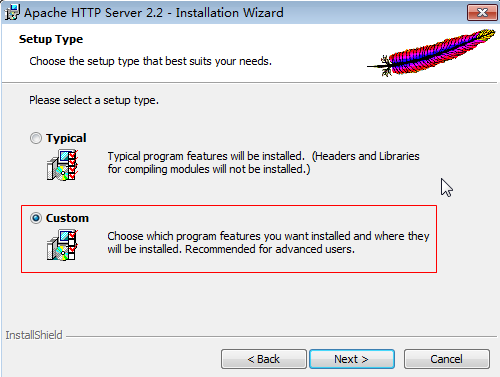 Apache HTTP Server 2.2 - Installation Wizard
Setup Type
Choose the setup type that best suits your needs.
Please select a setup type.
Typical
Typical program features will be installed. (Headers and Libraries
for compiling modules will not be installed.)
Custom
Choose which program features you want installed and where they
will be installed. Recommended for advanced users.
InstallShield
< Back
Next >
Cancel